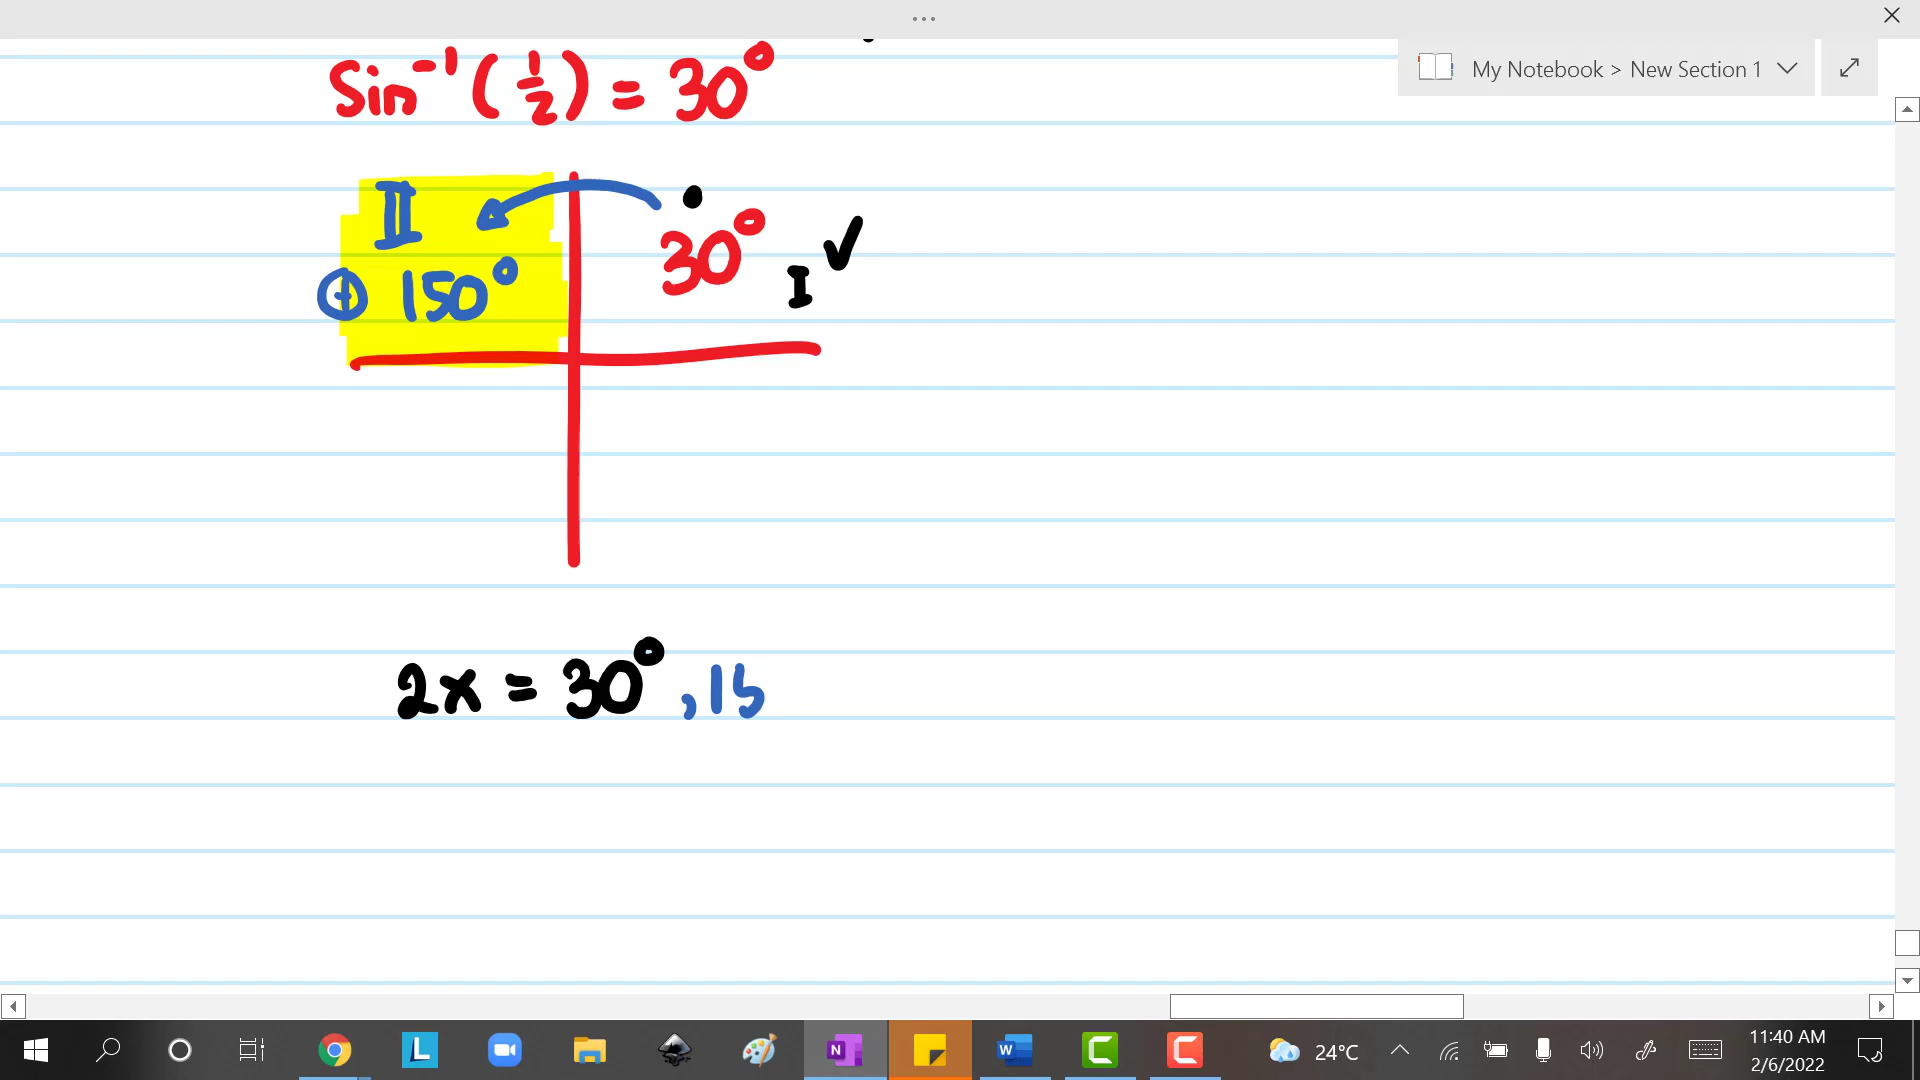 My Notebook > New Section 1
Sin⁻¹(½) = 30°
II
⊕ 150°
30°
I ✓
2x = 30°, 15
24°C
11:40 AM
2/6/2022